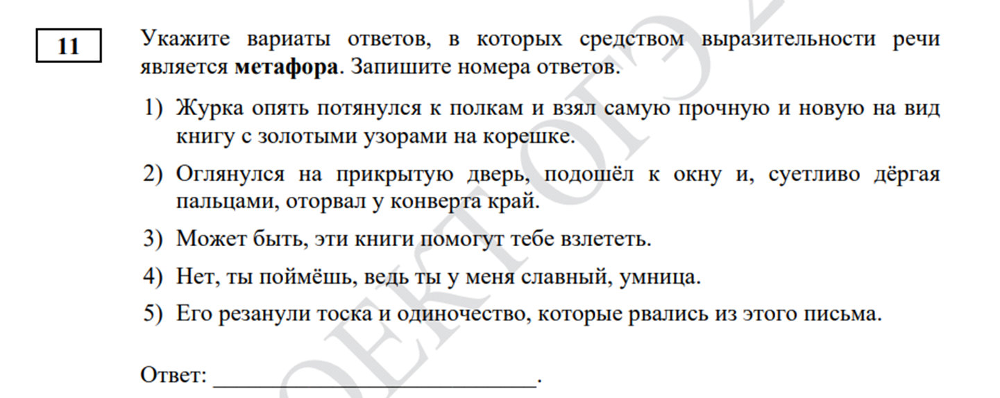 11
Укажите вариаты ответов, в которых средством выразительности речи
является метафора. Запишите номера ответов.
1) Журка опять потянулся к полкам и взял самую прочную и новую на вид
книгу с золотыми узорами на корешке.
2) Оглянулся на прикрытую дверь, подошёл к окну и, суетливо дёргая
пальцами, оторвал у конверта край.
3) Может быть, эти книги помогут тебе взлететь.
4) Нет, ты поймёшь, ведь ты у меня славный, умница.
5) Его резанули тоска и одиночество, которые рвались из этого письма.
Ответ: ___________________________.
ОЕКТ ОГЭ 2